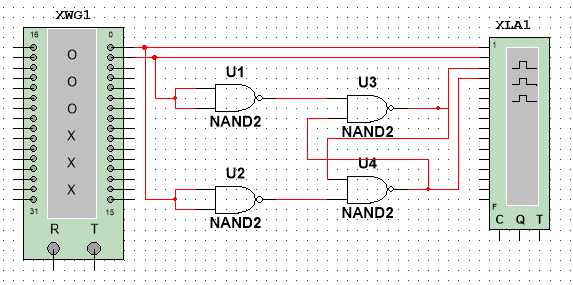 XWG1
XLA1
16 0
O
O
O
X
X
X
31 15
R T
U1
NAND2
U2
NAND2
U3
NAND2
U4
NAND2
1
F
C Q T